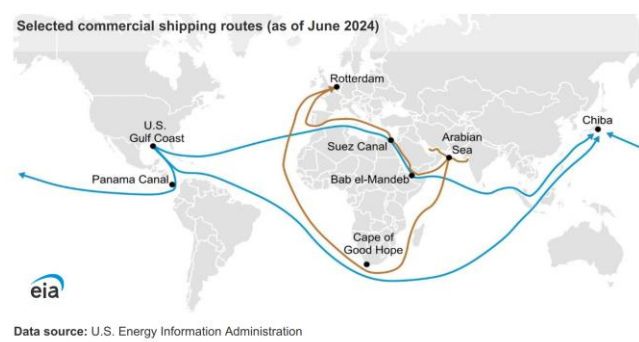 Selected commercial shipping routes (as of June 2024)
Rotterdam
U.S.
Gulf Coast
Suez Canal
Arabian
Sea
Chiba
Panama Canal
Bab el-Mandeb
Cape of
Good Hope
eia
Data source: U.S. Energy Information Administration